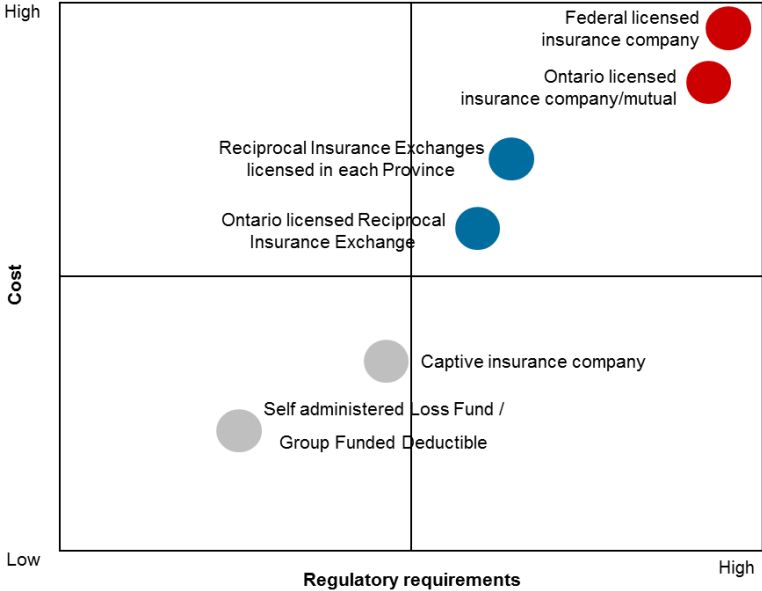 High
Federal licensed
insurance company
Ontario licensed
insurance company/mutual
Reciprocal Insurance Exchanges
licensed in each Province
Ontario licensed Reciprocal
Insurance Exchange
Cost
Captive insurance company
Self administered Loss Fund /
Group Funded Deductible
Low
High
Regulatory requirements